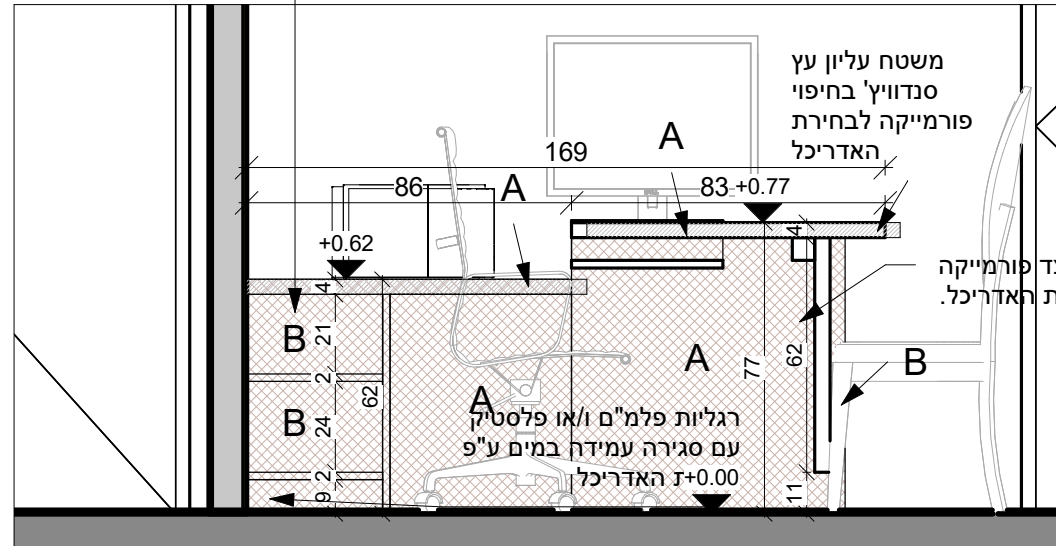 משטח עליון עץ
סנדוויץ' בחיפוי
פורמייקה לבחירת
האדריכל
169
A
86
A
83
+0.77
+0.62
4
4
צד פורמייקה
ת האדריכל.
B
21
2
62
77
62
A
B
B
24
A
רגליות פלמ"ם ו/או פלסטיק
עם סגירה עמידה במים ע"פ
ת האדריכל
+0.00
2
9
11